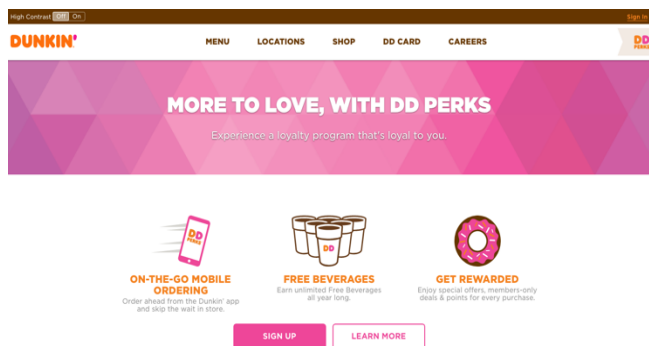 High Contrast Off On
Sign In
DUNKIN'
MENU LOCATIONS SHOP DD CARD CAREERS
DD
PERKS
MORE TO LOVE, WITH DD PERKS
Experience a loyalty program that's loyal to you.
DD
PERKS
DD
ON-THE-GO MOBILE
ORDERING
Order ahead from the Dunkin' app
and skip the wait in store.
FREE BEVERAGES
Earn unlimited Free Beverages
all year long.
GET REWARDED
Enjoy special offers, members-only
deals & points for every purchase.
SIGN UP
LEARN MORE